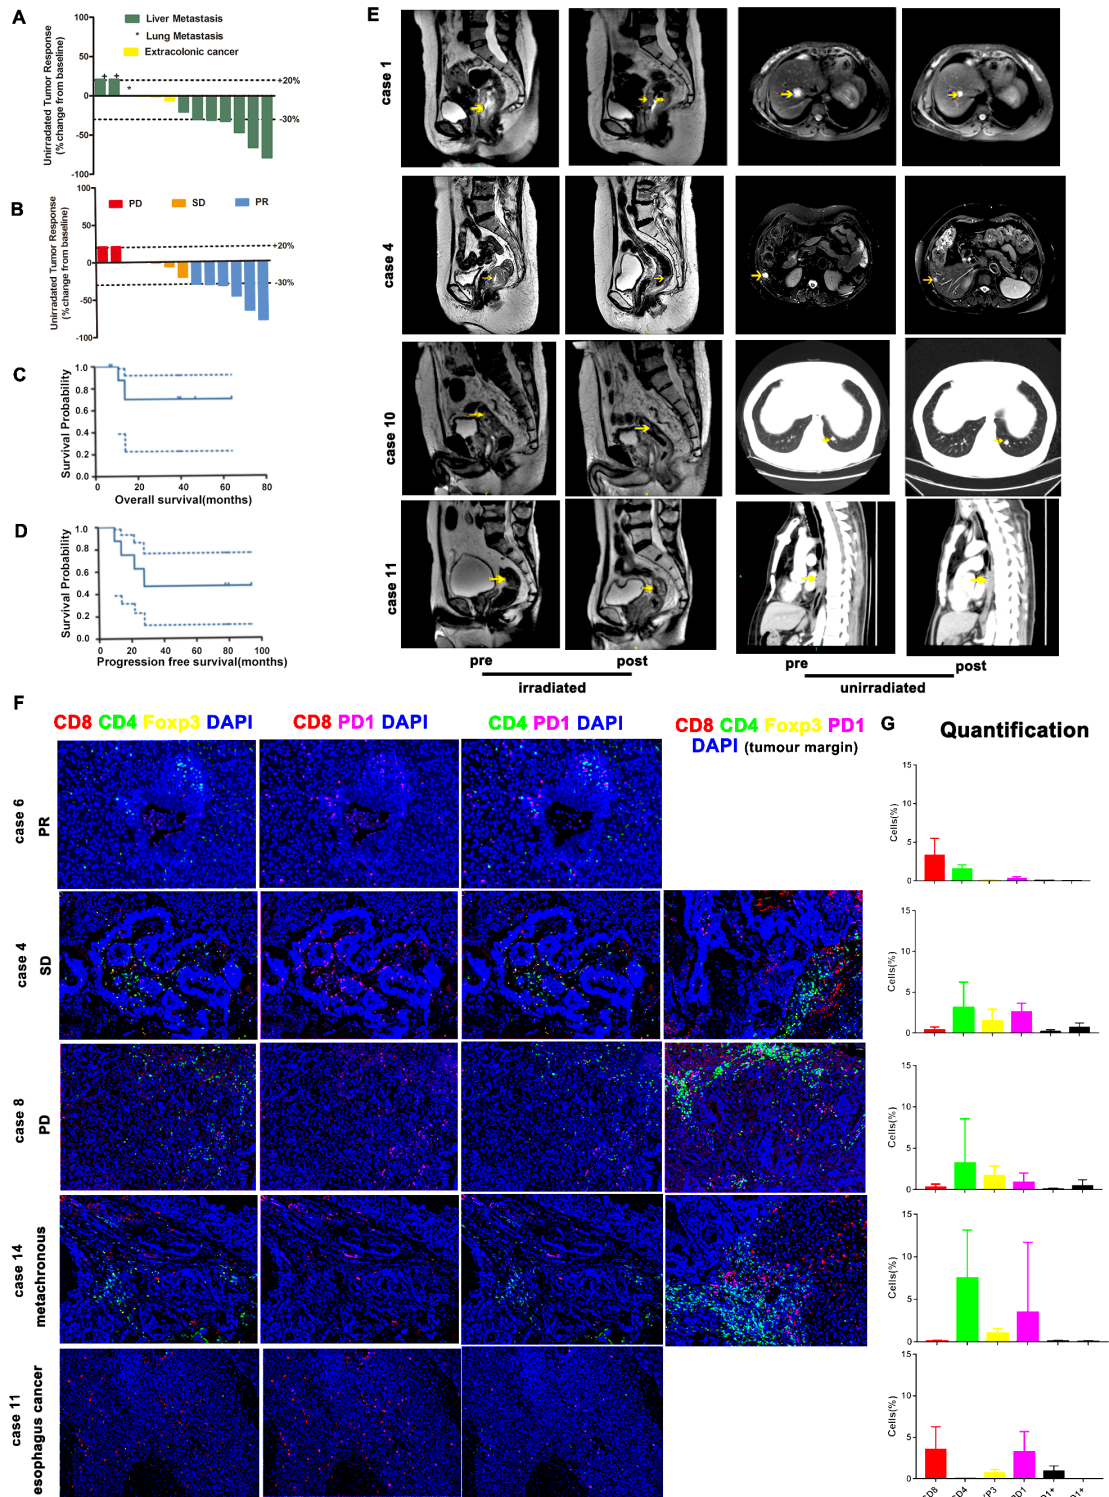 A
Unirradated Tumor Response
(%change from baseline)
100
50
0
-50
-100
Liver Metastasis
* Lung Metastasis
Extracolonic cancer
+
+
*
+20%
-30%
B
Unirradated Tumor Response
(%change from baseline)
100
50
0
-50
-100
PD
SD
PR
+20%
-30%
C
Survival Probability
1.0
0.8
0.6
0.4
0.2
0.0
0
20
40
60
80
Overall survival(months)
D
Survival Probability
1.0
0.8
0.6
0.4
0.2
0.0
0
20
40
60
80
100
Progression free survival(months)
E
case 1
case 4
case 10
case 11
pre
post
pre
post
irradiated
unirradiated
F
CD8 CD4 Foxp3 DAPI
CD8 PD1 DAPI
CD4 PD1 DAPI
CD8 CD4 Foxp3 PD1
DAPI (tumour margin)
case 6
PR
case 4
SD
case 8
PD
case 14
metachronous
case 11
esophagus cancer
G
Quantification
Cells(%)
15
10
5
0
Cells(%)
15
10
5
0
Cells(%)
15
10
5
0
Cells(%)
15
10
5
0
Cells(%)
15
10
5
0